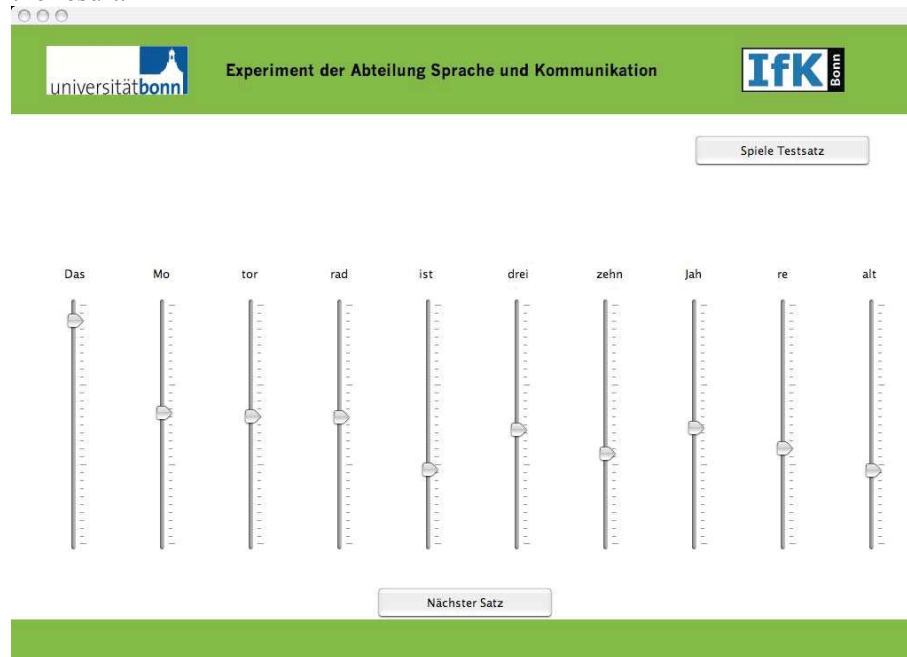 universitätbonn
Experiment der Abteilung Sprache und Kommunikation
IfK Bonn
Spiele Testsatz
Das Mo tor rad ist drei zehn Jah re alt
Nächster Satz